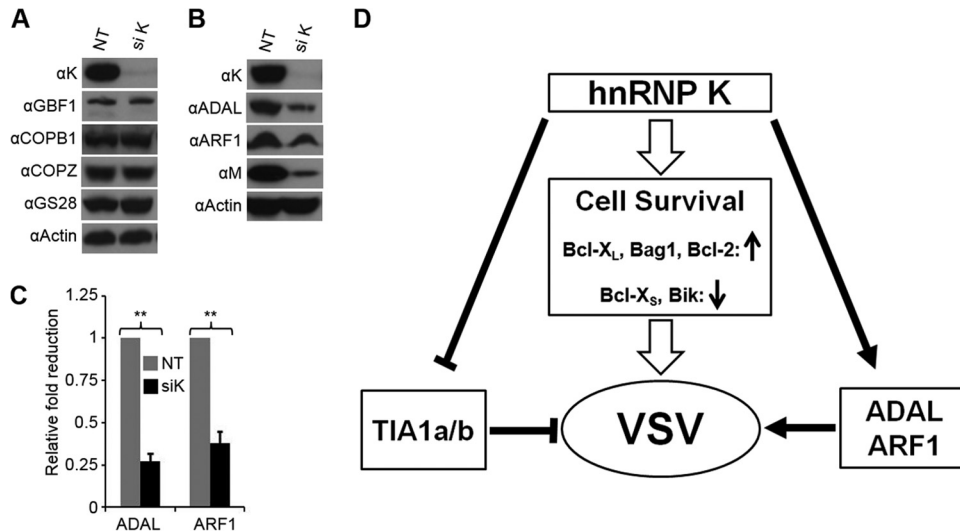 A
NT
si K
αK
αGBF1
αCOPB1
αCOPZ
αGS28
αActin
B
NT
si K
αK
αADAL
αARF1
αM
αActin
C
Relative fold reduction
1.25
1
0.75
0.5
0.25
0
**
**
NT
siK
ADAL
ARF1
D
hnRNP K
Cell Survival
Bcl-X_L, Bag1, Bcl-2:
Bcl-X_S, Bik:
TIA1a/b
VSV
ADAL
ARF1